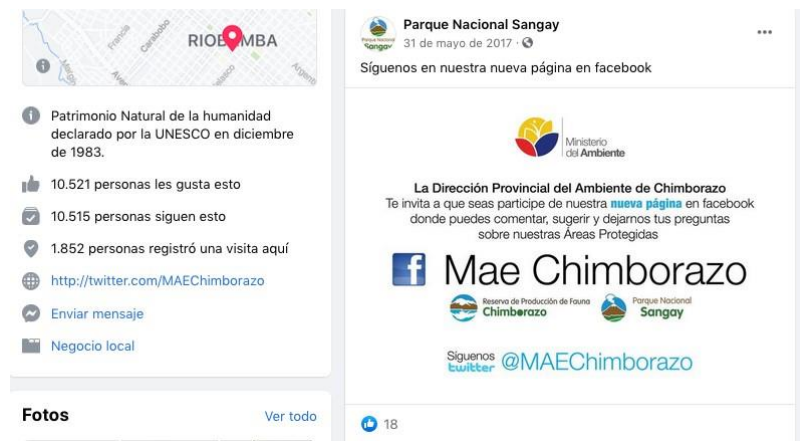 RIOBAMBA
Francia
Carabobo
Patrimonio Natural de la humanidad
declarado por la UNESCO en diciembre
de 1983.
10.521 personas les gusta esto
10.515 personas siguen esto
1.852 personas registró una visita aquí
http://twitter.com/MAEChimborazo
Enviar mensaje
Negocio local
Fotos
Ver todo
Parque Nacional Sangay
31 de mayo de 2017
Síguenos en nuestra nueva página en facebook
Ministerio
del Ambiente
La Dirección Provincial del Ambiente de Chimborazo
Te invita a que seas participe de nuestra nueva página en facebook
donde puedes comentar, sugerir y dejarnos tus preguntas
sobre nuestras Áreas Protegidas
f Mae Chimborazo
Reserva de Producción de Fauna
Chimborazo
Parque Nacional
Sangay
Síguenos
twitter @MAEChimborazo
18